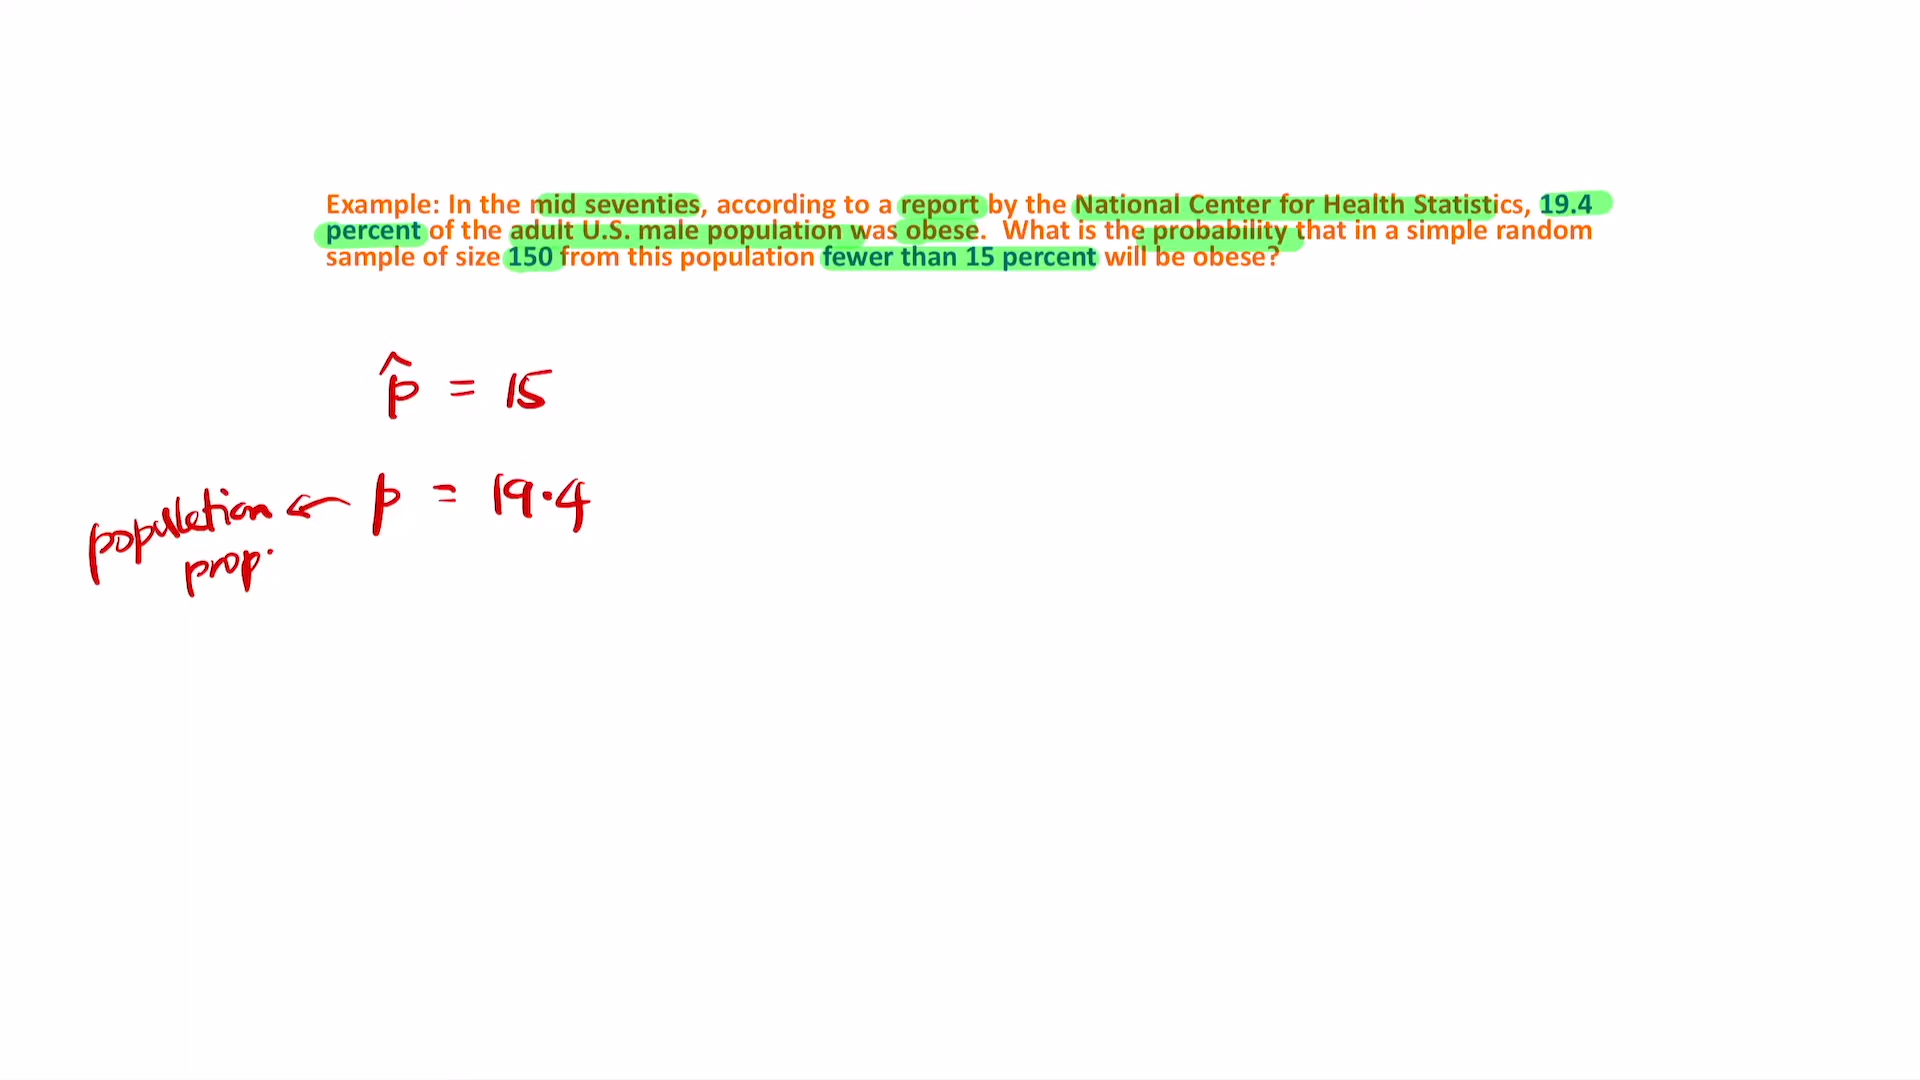 Example: In the mid seventies, according to a report by the National Center for Health Statistics, 19.4
percent of the adult U.S. male population was obese. What is the probability that in a simple random
sample of size 150 from this population fewer than 15 percent will be obese?
p̂ = 15
population ← p = 19.4
prop.